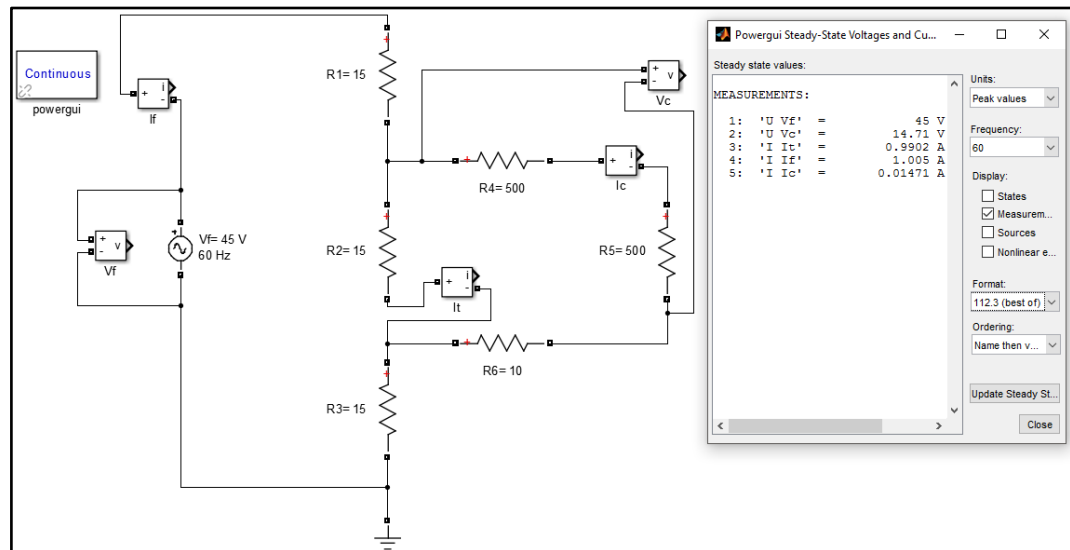 Continuous
powergui
+ i -
If
+ v -
Vf
+
Vf= 45 V
60 Hz
+
R1= 15
+
R2= 15
+
R3= 15
+
R4= 500
+ i -
Ic
+ v -
Vc
+
R5= 500
+ i -
It
+
R6= 10
Powergui Steady-State Voltages and Cu...
Steady state values:
MEASUREMENTS:
1: 'U Vf' = 45 V
2: 'U Vc' = 14.71 V
3: 'I It' = 0.9902 A
4: 'I If' = 1.005 A
5: 'I Ic' = 0.01471 A
Units:
Peak values
Frequency:
60
Display:
States
Measurem...
Sources
Nonlinear e...
Format:
112.3 (best of)
Ordering:
Name then v...
Update Steady St...
Close